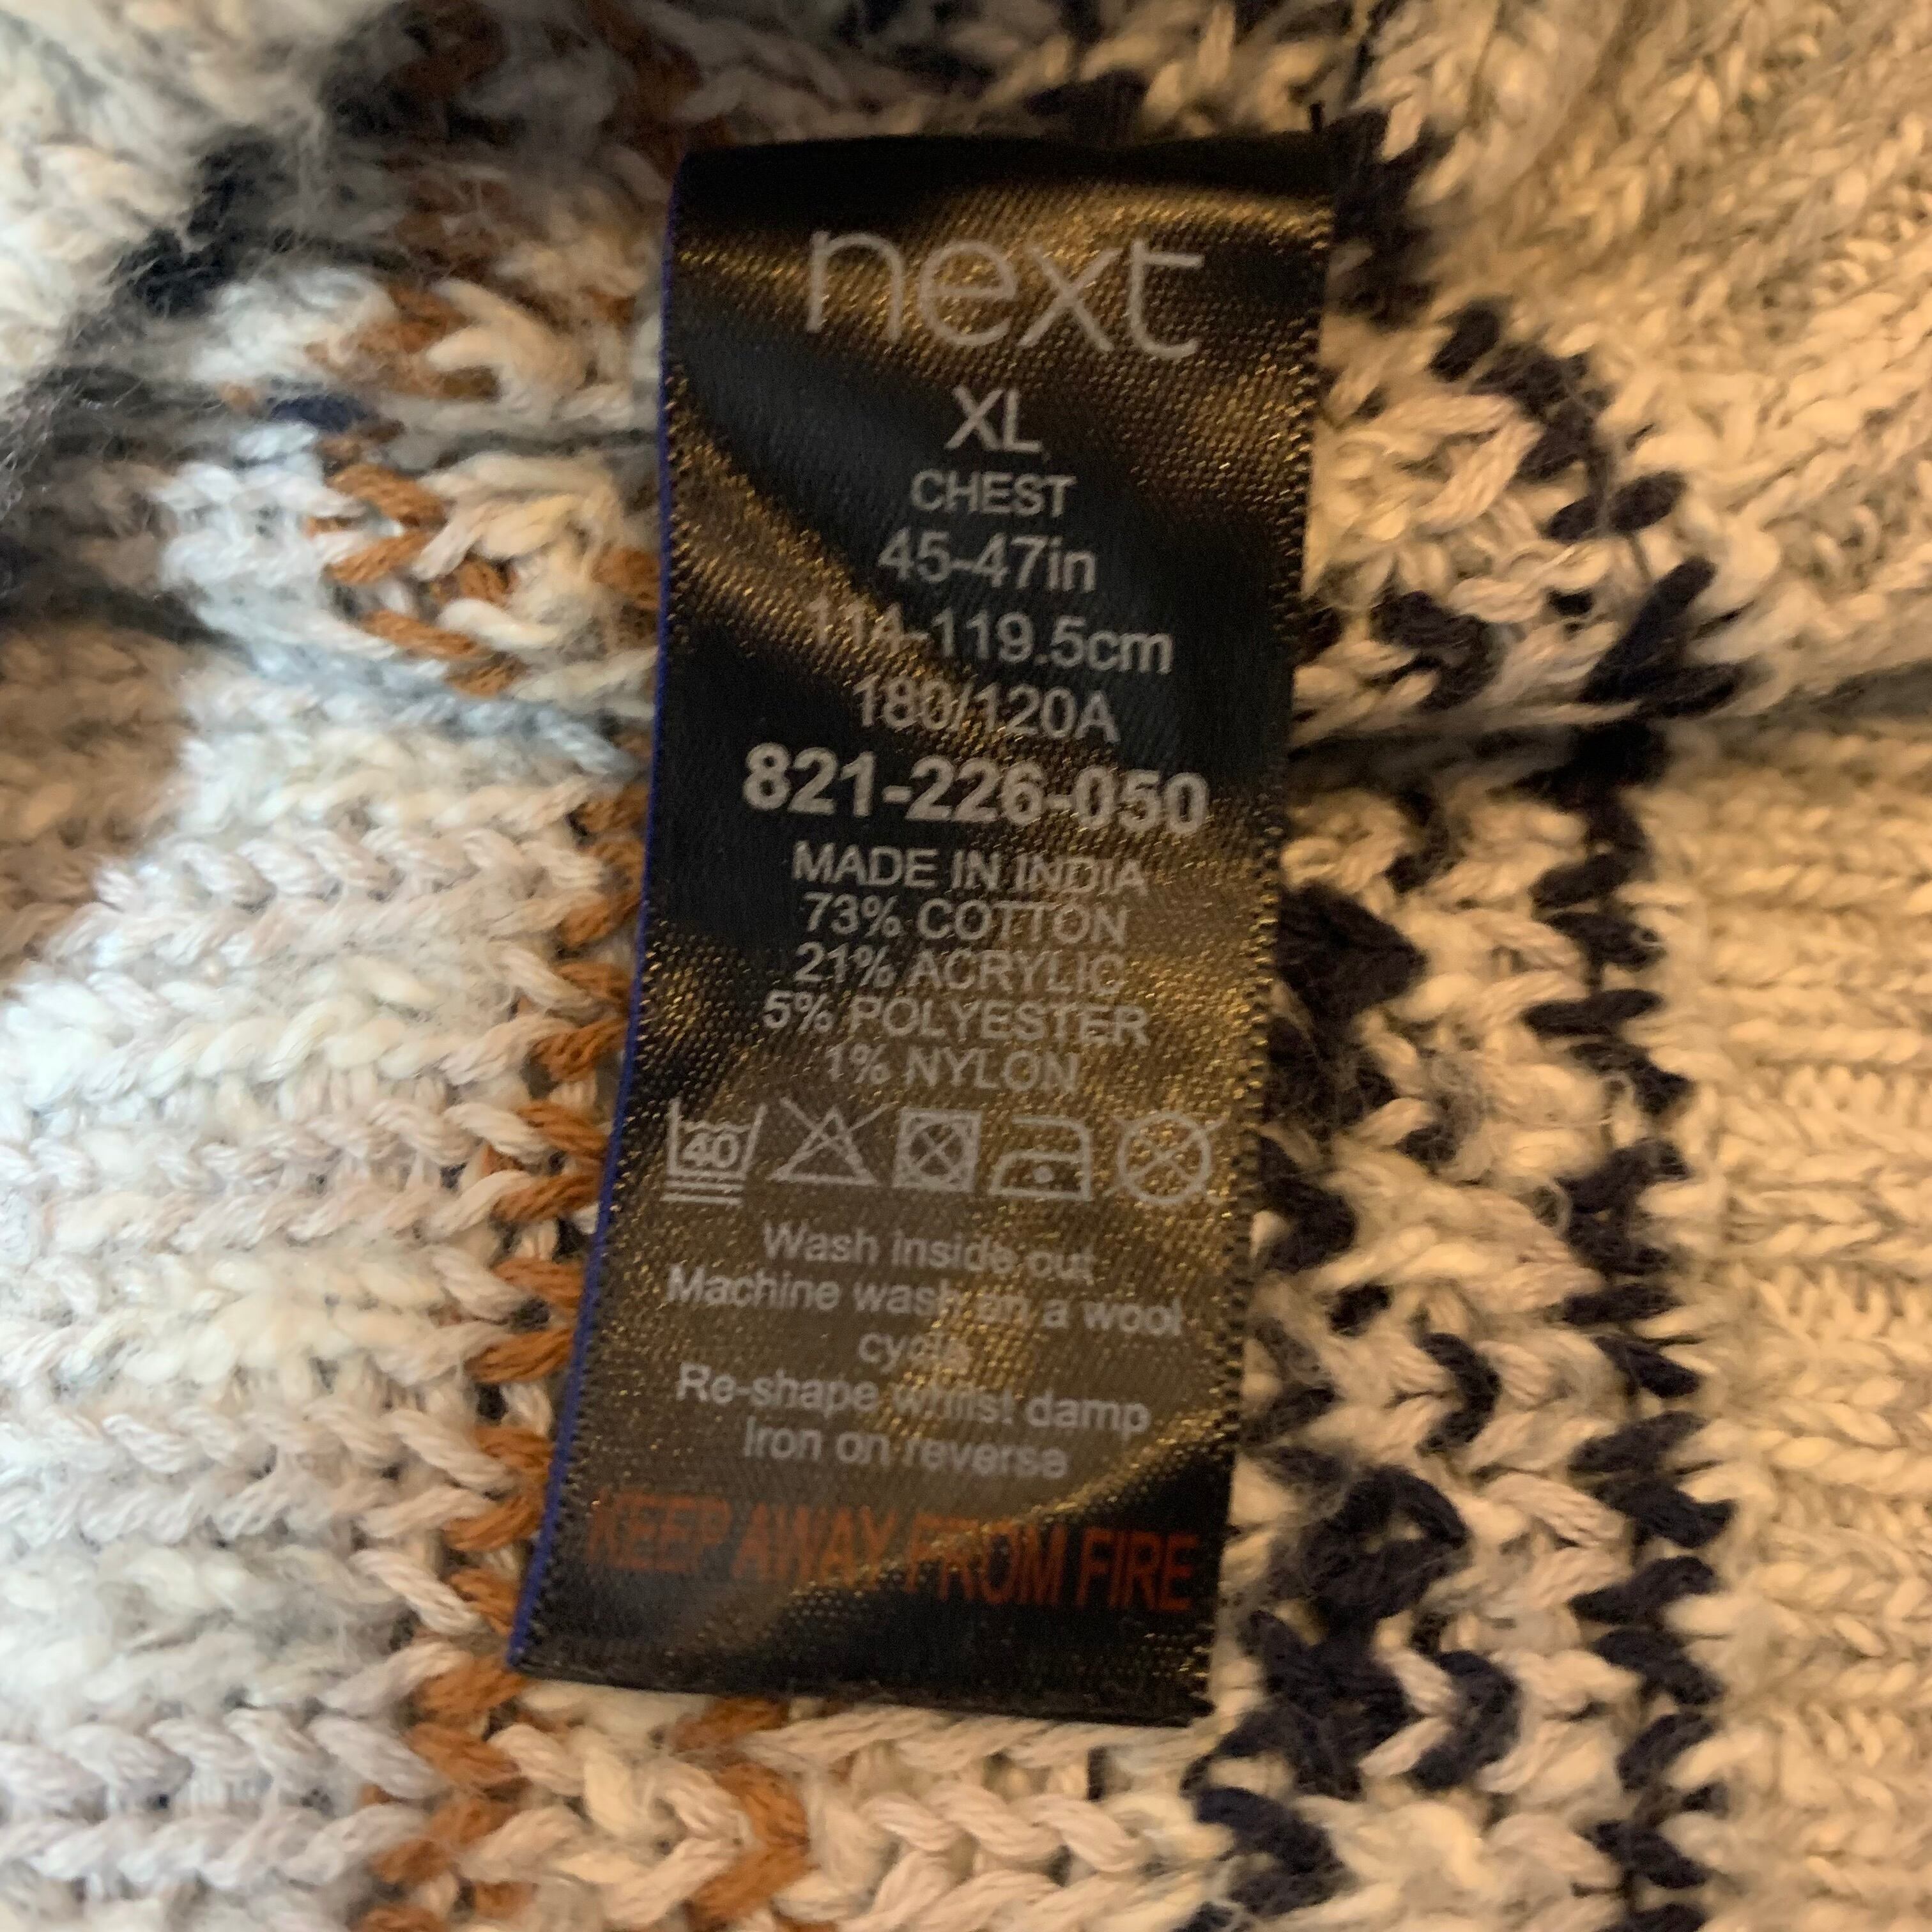 next
XL
CHEST
45-47in
114-119.5cm
180/120A
821-226-050
MADE IN INDIA
73% COTTON
21% ACRYLIC
5% POLYESTER
1% NYLON
40
Wash inside out
Machine wash on a wool
cycle
Re-shape whilst damp
Iron on reverse
KEEP AWAY FROM FIRE